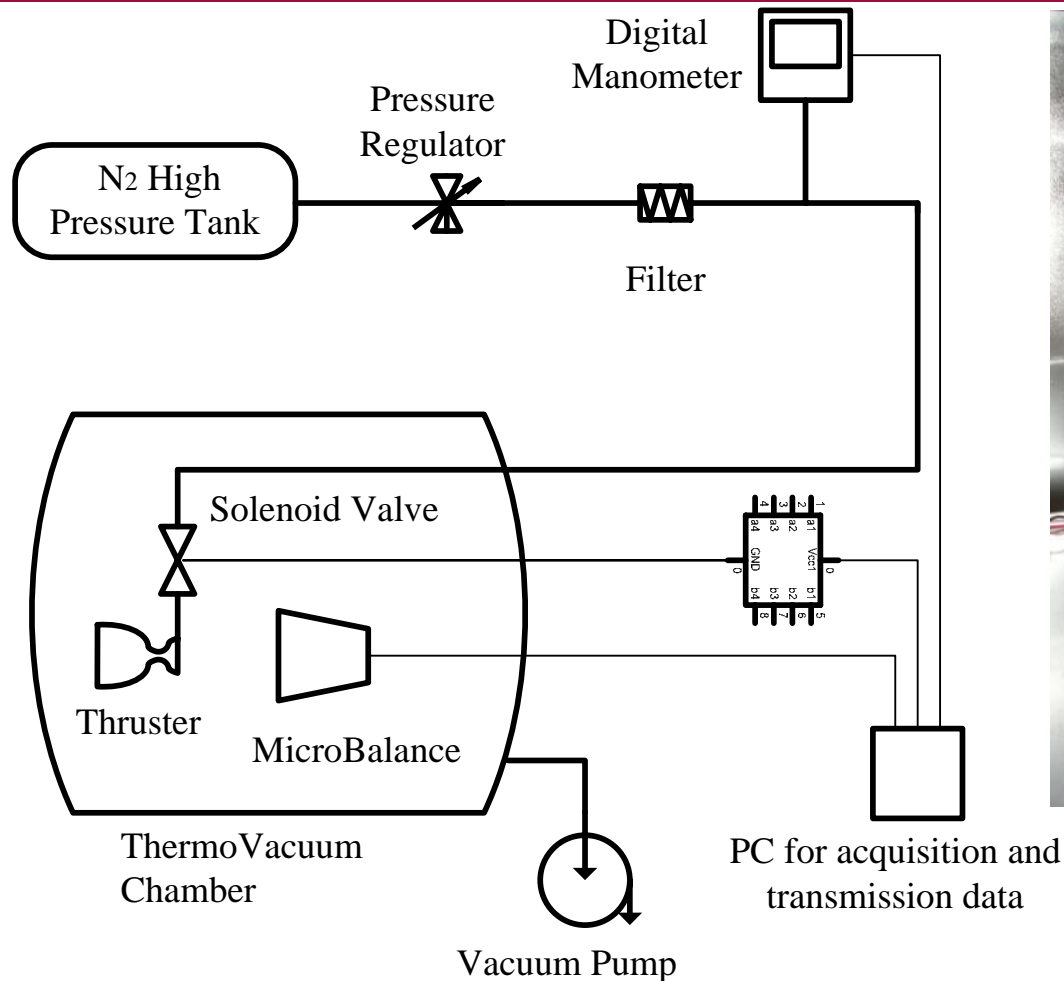 Digital
Manometer
Pressure
Regulator
N2 High
Pressure Tank
Filter
Solenoid Valve
4 3 2 1
a4 a3 a2 a1
GND Vcc1
0 0
b4 b3 b2 b1
8 7 6 5
Thruster
MicroBalance
ThermoVacuum
Chamber
PC for acquisition and
transmission data
Vacuum Pump